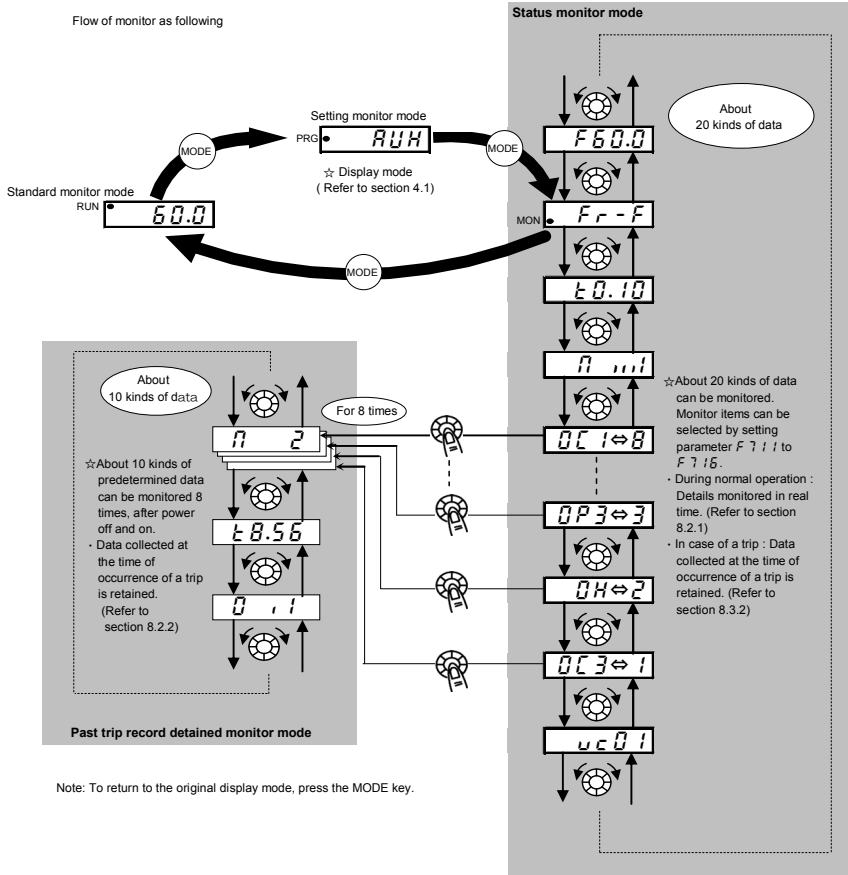 Flow of monitor as following
Status monitor mode
Setting monitor mode
PRG
AUH
MODE
MODE
☆ Display mode
( Refer to section 4.1)
Standard monitor mode
RUN
60.0
MODE
About
20 kinds of data
F60.0
MON
Fr-F
t0.10
OC1⇔8
OP3⇔3
OH⇔2
OC3⇔1
uc01
☆About 20 kinds of data
can be monitored.
Monitor items can be
selected by setting
parameter F711 to
F716.
・During normal operation :
Details monitored in real
time. (Refer to section
8.2.1)
・In case of a trip : Data
collected at the time of
occurrence of a trip is
retained. (Refer to
section 8.3.2)
About
10 kinds of data
For 8 times
n 2
t8.56
☆About 10 kinds of
predetermined data
can be monitored 8
times, after power
off and on.
・Data collected at
the time of
occurrence of a trip
is retained.
(Refer to
section 8.2.2)
Past trip record detained monitor mode
Note: To return to the original display mode, press the MODE key.